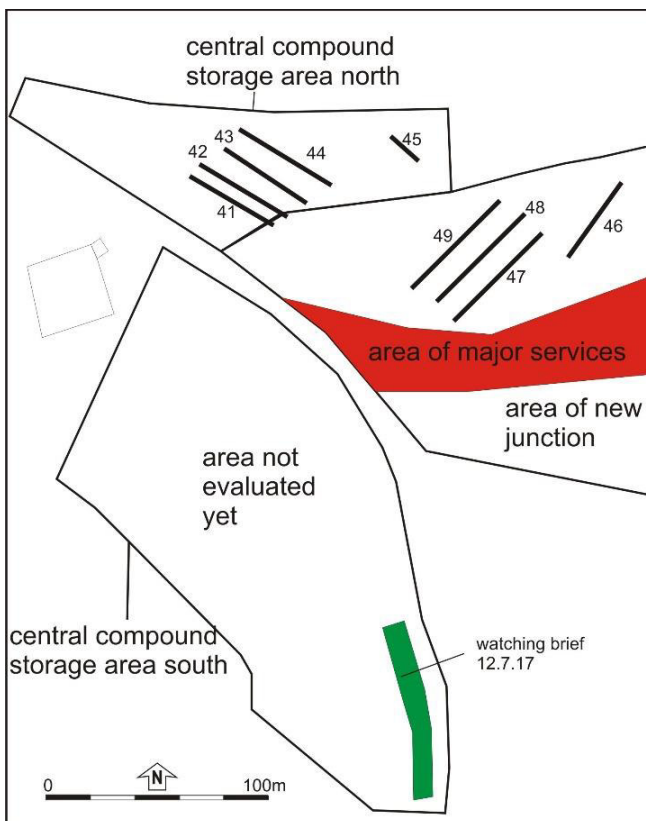 central compound
storage area north
43
45
42
44
41
48
49
46
47
area of major services
area of new
junction
area not
evaluated
yet
central compound
storage area south
watching brief
12.7.17
N
0
100m